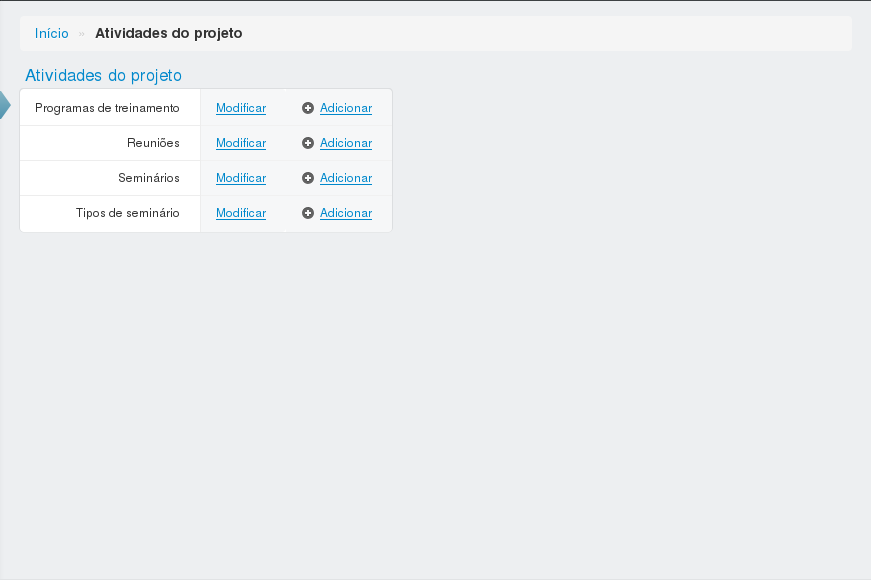 Início » Atividades do projeto
Atividades do projeto
Programas de treinamento Modificar Adicionar
Reuniões Modificar Adicionar
Seminários Modificar Adicionar
Tipos de seminário Modificar Adicionar